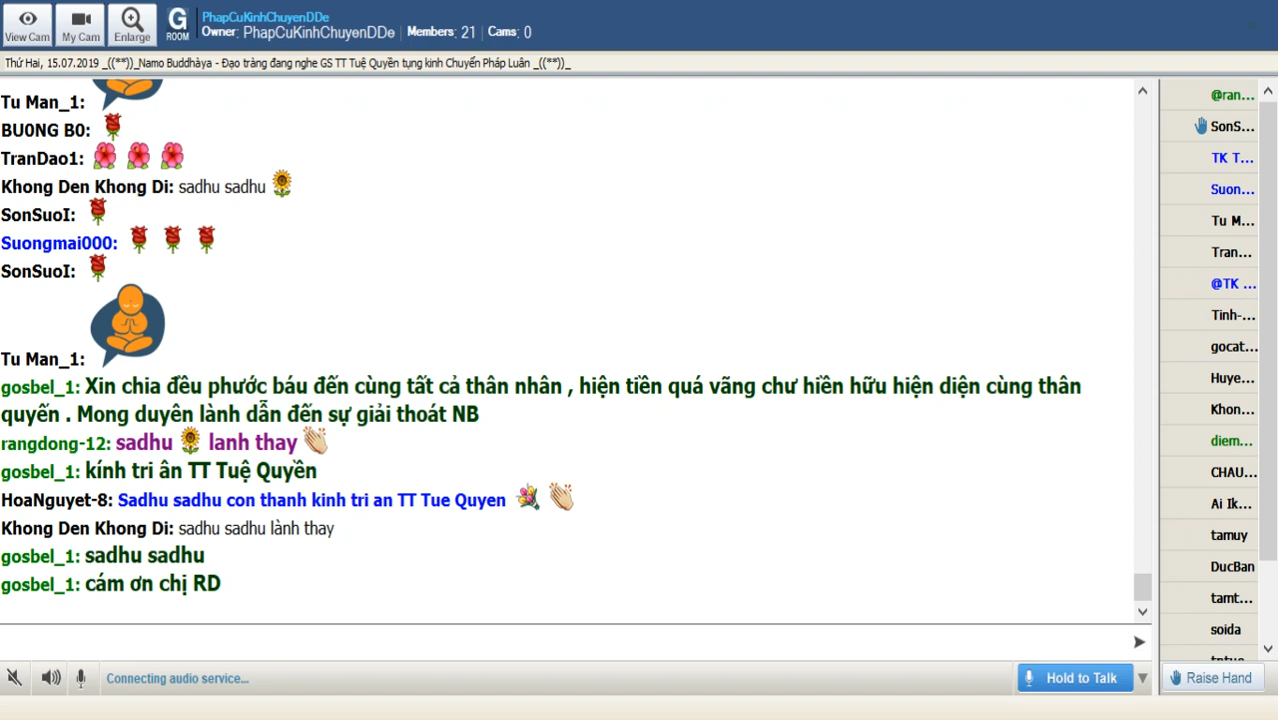 View Cam
My Cam
Enlarge
G
ROOM
PhapCuKinhChuyenDDe
Owner: PhapCuKinhChuyenDDe | Members: 21 | Cams: 0
Thứ Hai, 15.07.2019 _((**))_Namo Buddhàya - Đạo tràng đang nghe GS TT Tuệ Quyền tụng kinh Chuyển Pháp Luân _((**))_
Tu Man_1:
BU0NG B0:
TranDao1:
Khong Den Khong Di: sadhu sadhu
SonSuoI:
Suongmai000:
SonSuoI:
Tu Man_1:
gosbel_1: Xin chia đều phước báu đến cùng tất cả thân nhân , hiện tiền quá vãng chư hiền hữu hiện diện cùng thân
quyến . Mong duyên lành dẫn đến sự giải thoát NB
rangdong-12: sadhu lanh thay
gosbel_1: kính tri ân TT Tuệ Quyền
HoaNguyet-8: Sadhu sadhu con thanh kinh tri an TT Tue Quyen
Khong Den Khong Di: sadhu sadhu lành thay
gosbel_1: sadhu sadhu
gosbel_1: cám ơn chị RD
@ran...
SonS...
TK T...
Suon...
Tu M...
Tran...
@TK ...
Tinh-...
gocat...
Huye...
Khon...
diem...
CHAU...
Ai Ik...
tamuy
DucBan
tamt...
soida
Connecting audio service...
Hold to Talk
Raise Hand